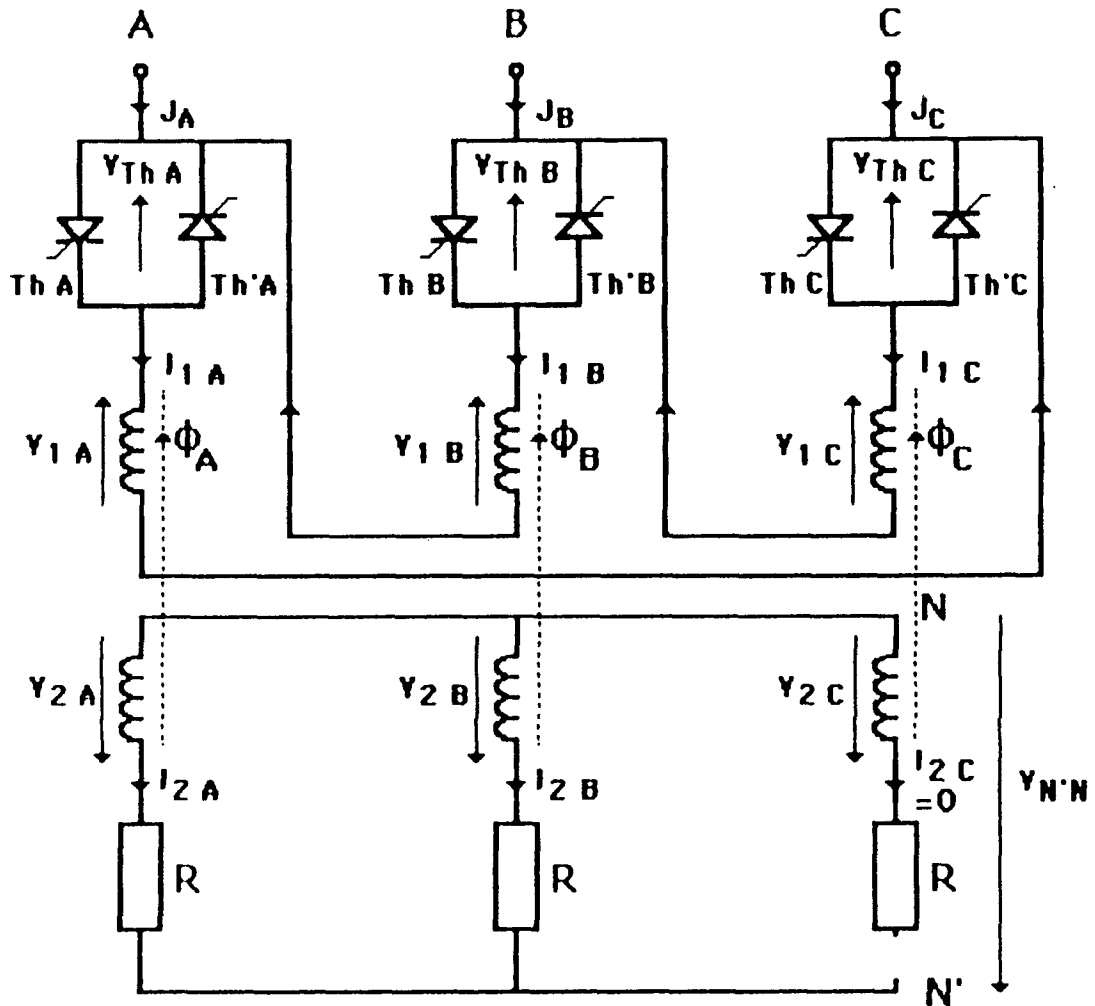 A B C
J_A J_B J_C
V_Th A V_Th B V_Th C
Th A Th'A Th B Th'B Th C Th'C
I_1 A I_1 B I_1 C
V_1 A Φ_A V_1 B Φ_B V_1 C Φ_C
N
V_2 A V_2 B V_2 C
I_2 A I_2 B I_2 C =0 V_N'N
R R R
N'